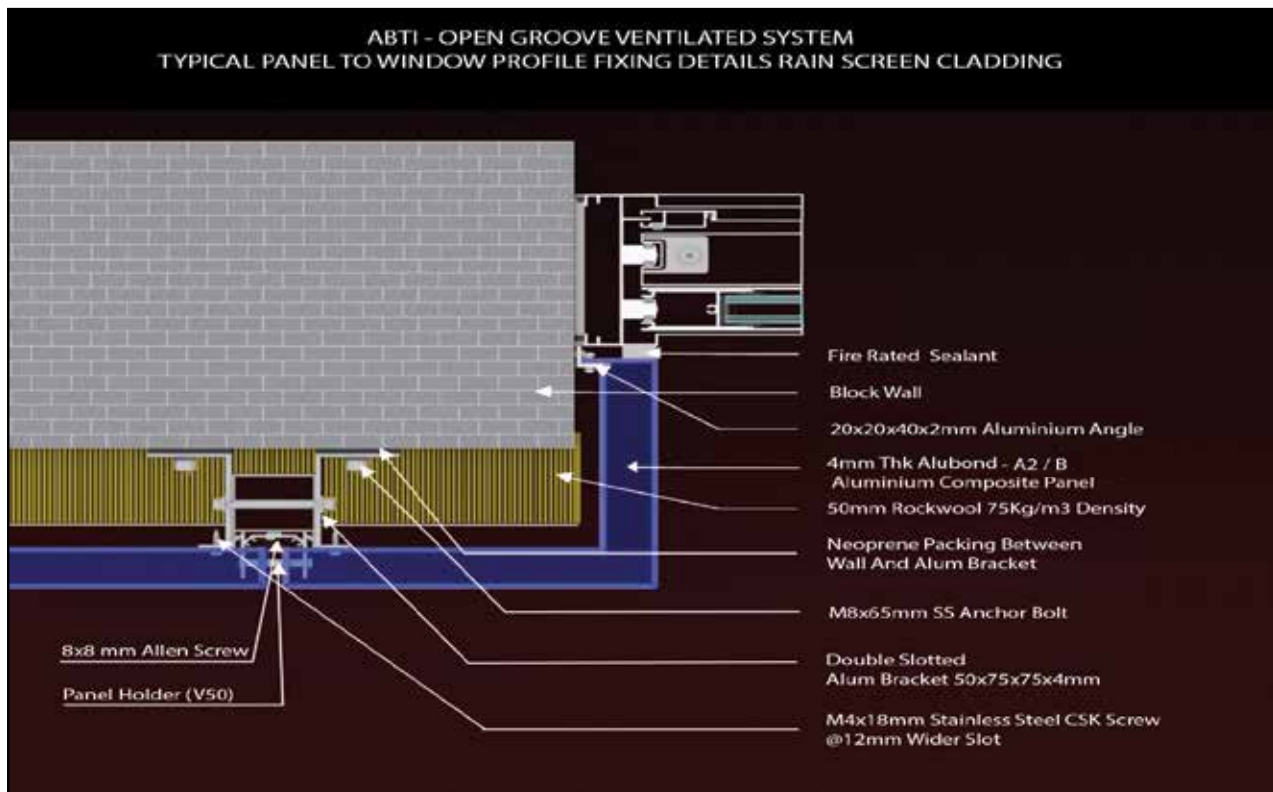 ABTI - OPEN GROOVE VENTILATED SYSTEM
TYPICAL PANEL TO WINDOW PROFILE FIXING DETAILS RAIN SCREEN CLADDING
Fire Rated Sealant
Block Wall
20x20x40x2mm Aluminium Angle
4mm Thk Alubond - A2 / B
Aluminium Composite Panel
50mm Rockwool 75Kg/m3 Density
Neoprene Packing Between
Wall And Alum Bracket
M8x65mm SS Anchor Bolt
Double Slotted
Alum Bracket 50x75x75x4mm
M4x18mm Stainless Steel CSK Screw
@12mm Wider Slot
8x8 mm Allen Screw
Panel Holder (V50)